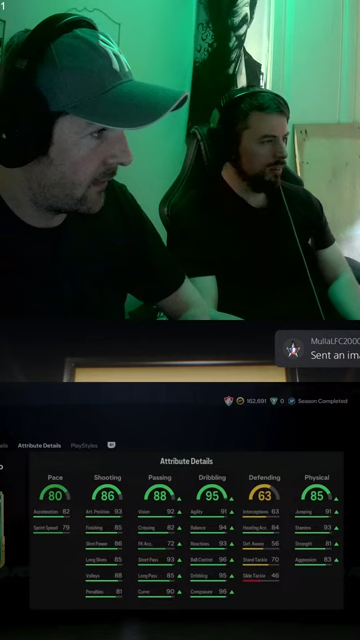 1
MullaLFC2000
Sent an ima
162,691 0 Season Completed
ails Attribute Details PlayStyles
Attribute Details
Pace Shooting Passing Dribbling Defending Physical
80 86 88 95 63 85
Acceleration 82 Att. Position 93 Vision 92 Agility 91 Interceptions 63 Jumping 91
Sprint Speed 79 Finishing 85 Crossing 82 Balance 94 Heading Acc. 84 Stamina 93
Shot Power 86 FK Acc. 72 Reactions 93 Def. Aware 56 Strength 81
Long Shots 85 Short Pass 93 Ball Control 96 Stand Tackle 70 Aggression 83
Volleys 88 Long Pass 85 Dribbling 95 Slide Tackle 46
Penalties 81 Curve 90 Composure 96